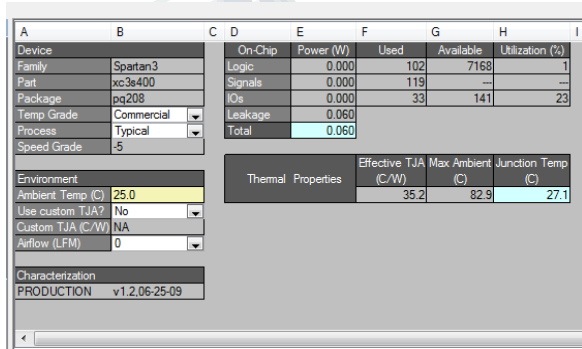 A B C D E F G H I
Device On-Chip Power (W) Used Available Utilization (%)
Family Spartan3 Logic 0.000 102 7168 1
Part xc3s400 Signals 0.000 119 --- ---
Package pq208 IOs 0.000 33 141 23
Temp Grade Commercial Leakage 0.060
Process Typical Total 0.060
Speed Grade -5
Effective TJA Max Ambient Junction Temp
Environment Thermal Properties (C/W) (C) (C)
Ambient Temp (C) 25.0 35.2 82.9 27.1
Use custom TJA? No
Custom TJA (C/W) NA
Airflow (LFM) 0
Characterization
PRODUCTION v1.2,06-25-09